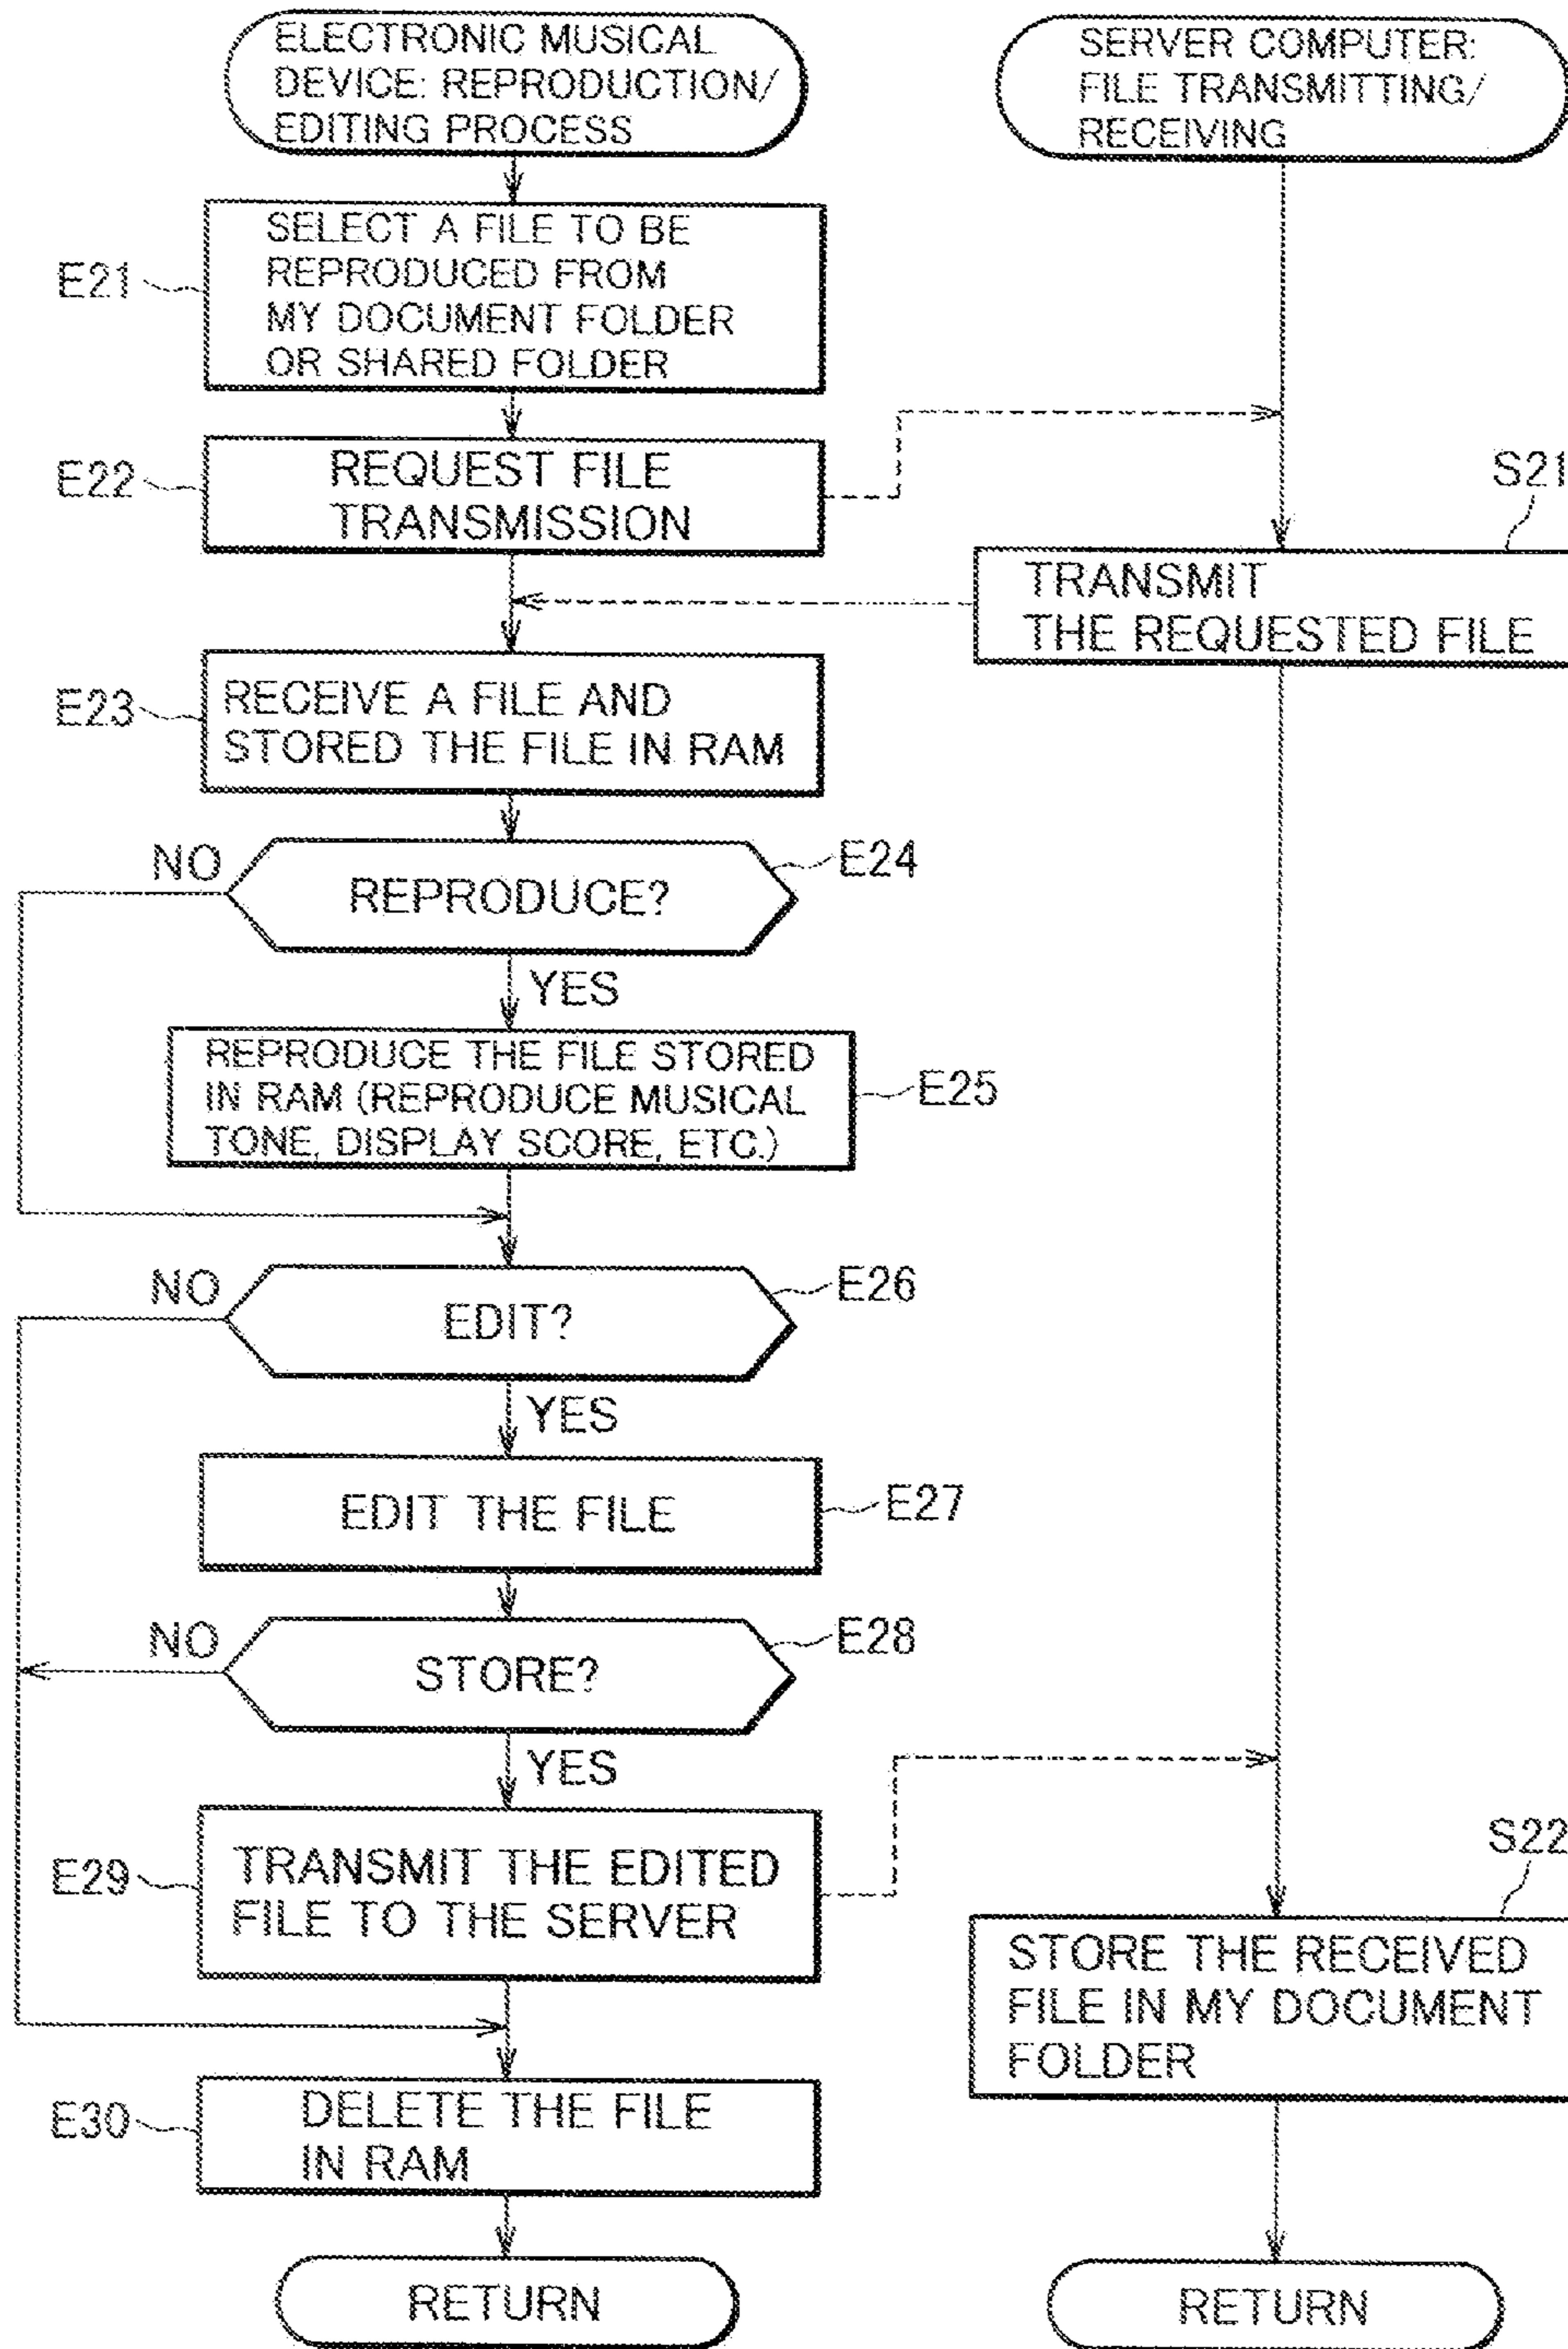 ELECTRONIC MUSICAL
DEVICE: REPRODUCTION/
EDITING PROCESS
SERVER COMPUTER:
FILE TRANSMITTING/
RECEIVING
E21
SELECT A FILE TO BE
REPRODUCED FROM
MY DOCUMENT FOLDER
OR SHARED FOLDER
E22
REQUEST FILE
TRANSMISSION
S21
TRANSMIT
THE REQUESTED FILE
E23
RECEIVE A FILE AND
STORED THE FILE IN RAM
NO
REPRODUCE?
E24
YES
REPRODUCE THE FILE STORED
IN RAM (REPRODUCE MUSICAL
TONE, DISPLAY SCORE, ETC.)
E25
NO
EDIT?
E26
YES
EDIT THE FILE
E27
NO
STORE?
E28
YES
E29
TRANSMIT THE EDITED
FILE TO THE SERVER
S22
STORE THE RECEIVED
FILE IN MY DOCUMENT
FOLDER
E30
DELETE THE FILE
IN RAM
RETURN
RETURN